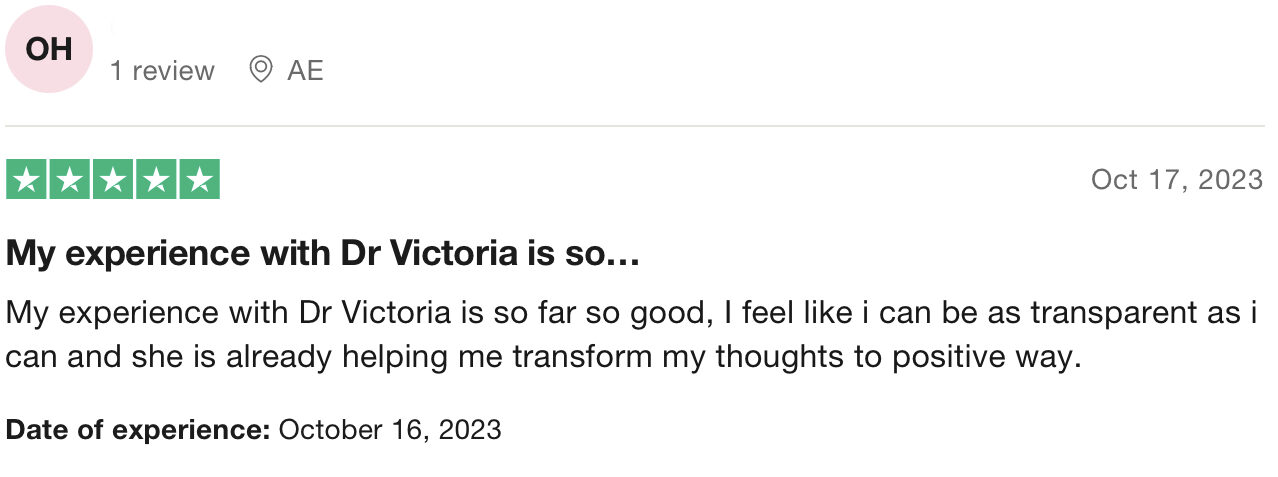 OH
1 review AE
Oct 17, 2023
My experience with Dr Victoria is so...
My experience with Dr Victoria is so far so good, I feel like i can be as transparent as i
can and she is already helping me transform my thoughts to positive way.
Date of experience: October 16, 2023